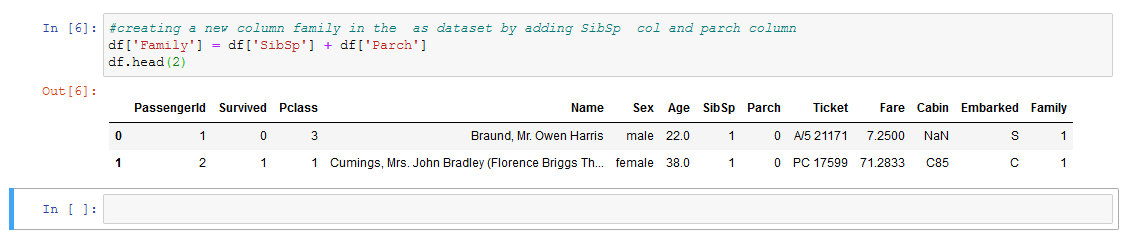 In [6]: #creating a new column family in the  as dataset by adding SibSp  col and parch column
df['Family'] = df['SibSp'] + df['Parch']
df.head(2)
Out[6]:
PassengerId Survived Pclass Name Sex Age SibSp Parch Ticket Fare Cabin Embarked Family
0 1 0 3 Braund, Mr. Owen Harris male 22.0 1 0 A/5 21171 7.2500 NaN S 1
1 2 1 1 Cumings, Mrs. John Bradley (Florence Briggs Th... female 38.0 1 0 PC 17599 71.2833 C85 C 1
In [ ]: